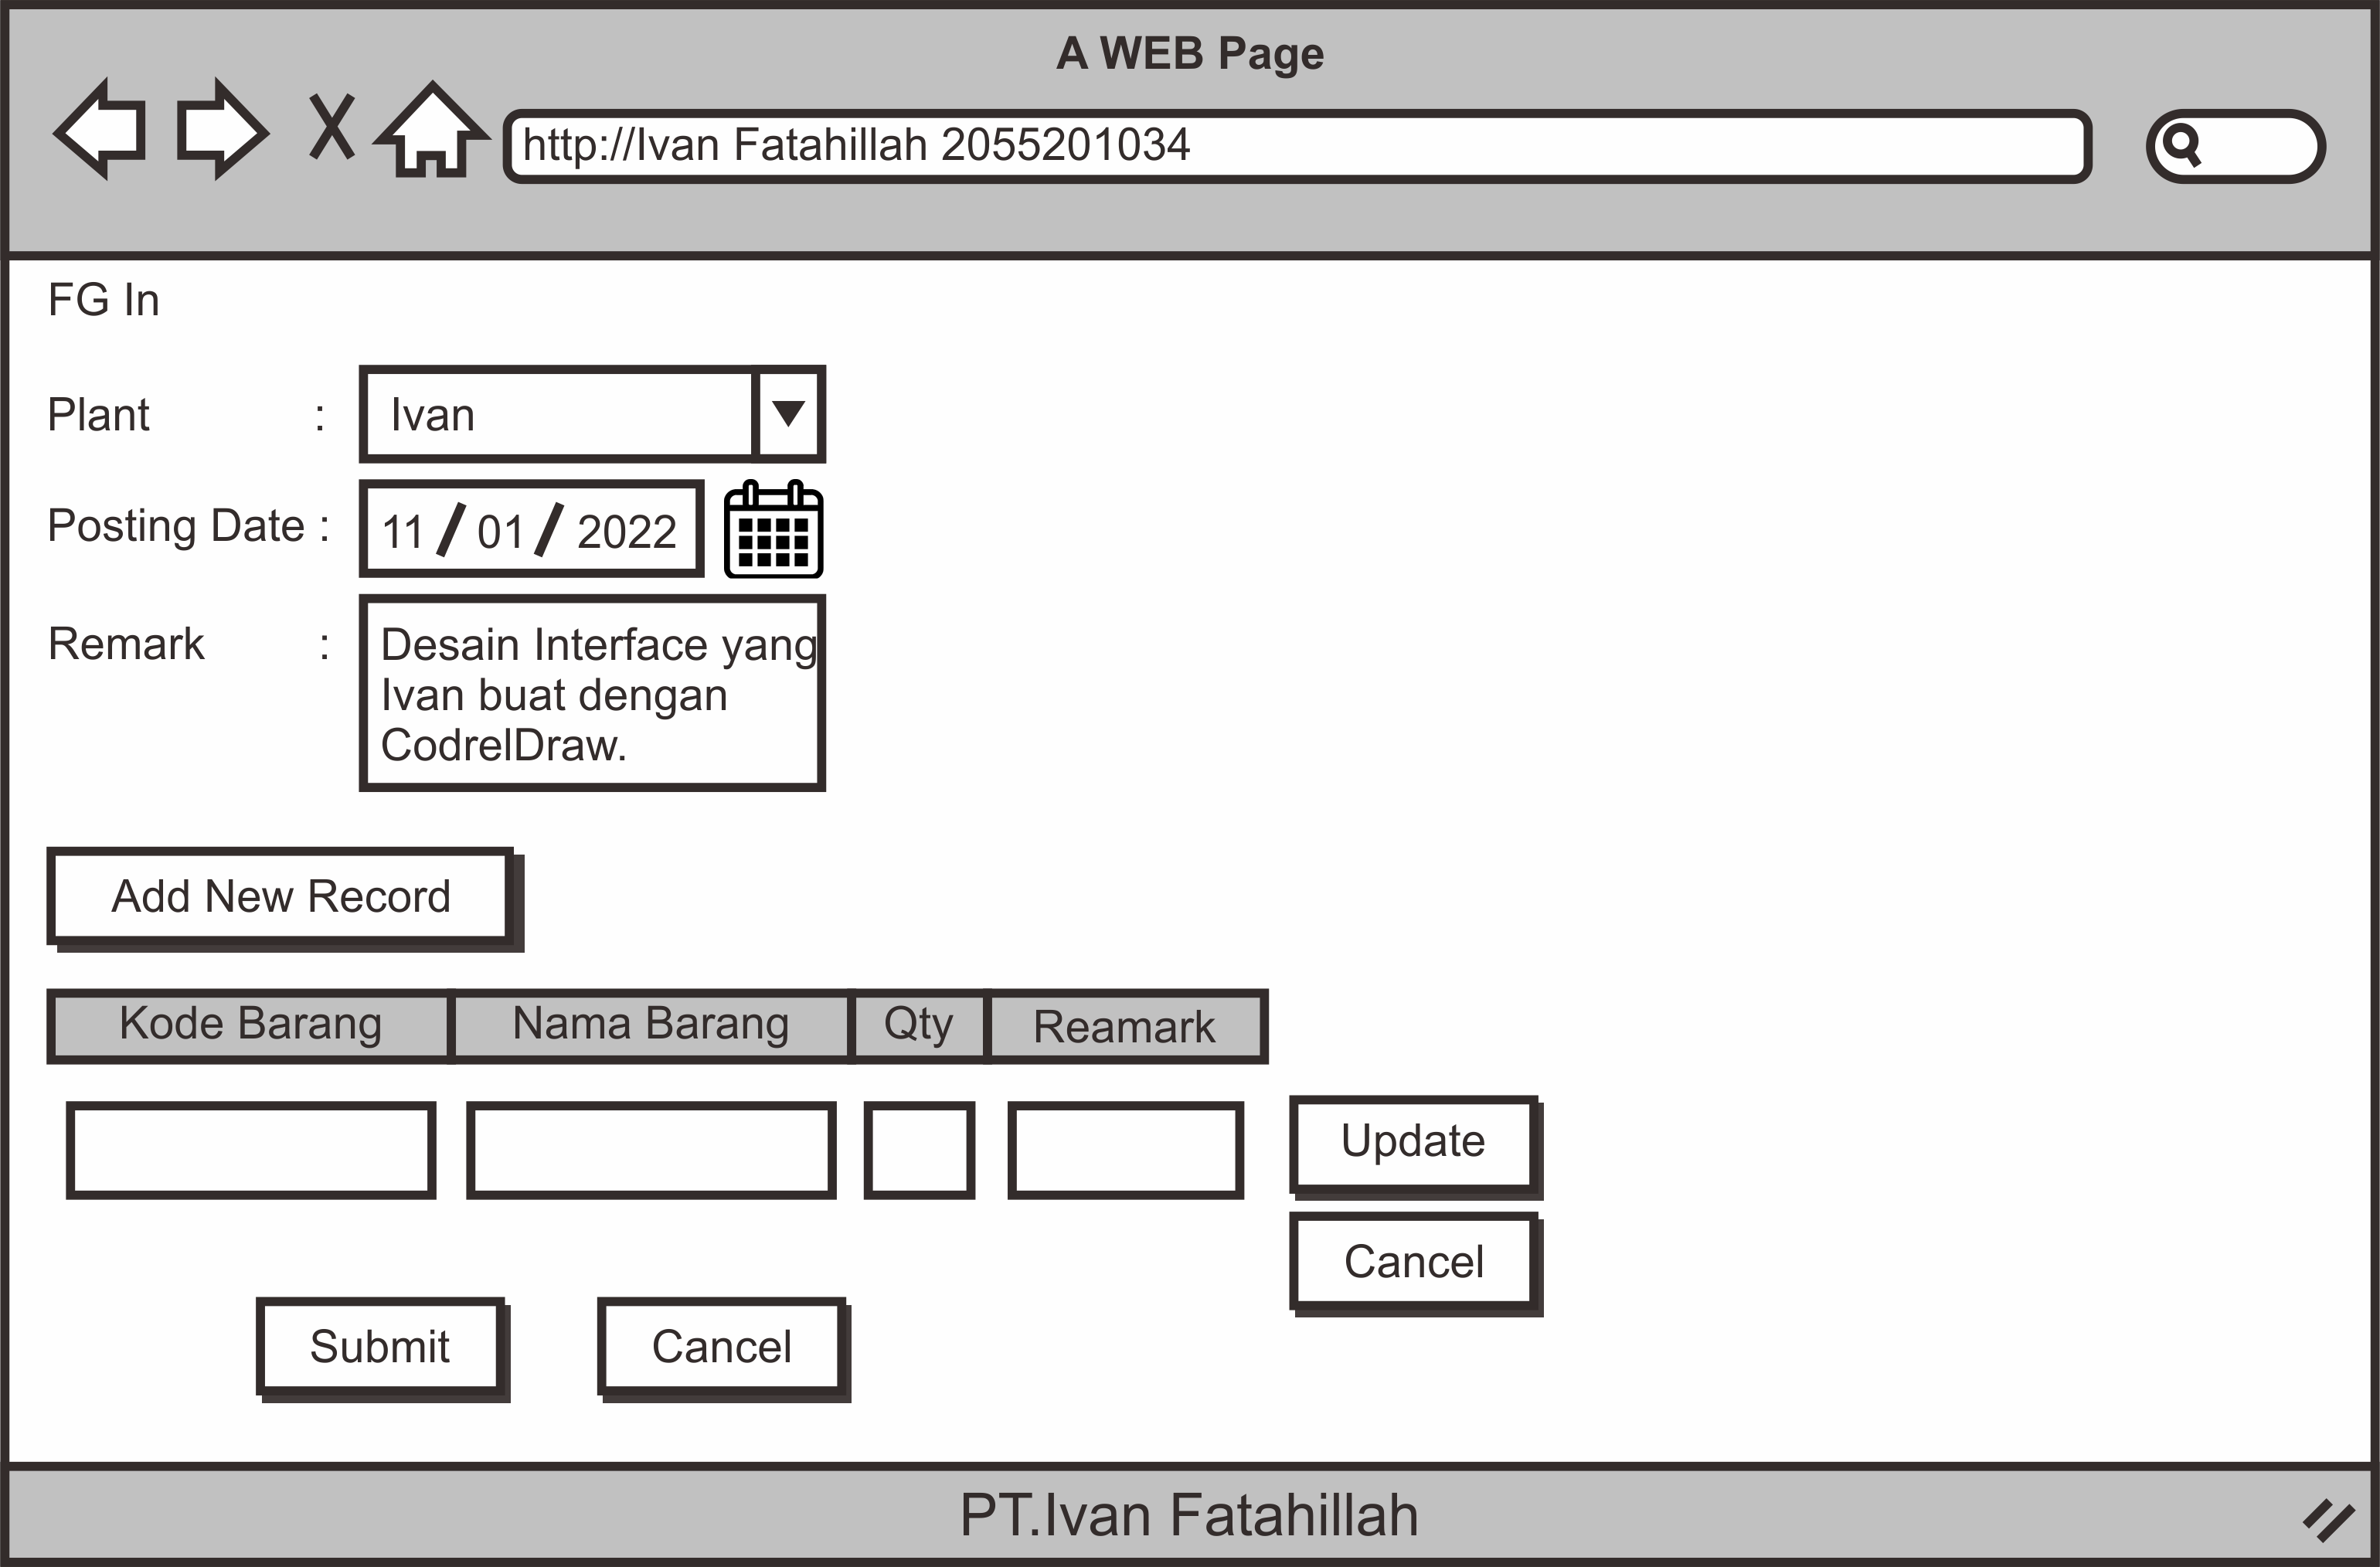 A WEB Page
X
http://Ivan Fatahillah 2055201034
FG In
Plant : Ivan
Posting Date : 11 / 01 / 2022
Remark : Desain Interface yang
Ivan buat dengan
CodrelDraw.
Add New Record
Kode Barang Nama Barang Qty Reamark
Update
Cancel
Submit Cancel
PT.Ivan Fatahillah